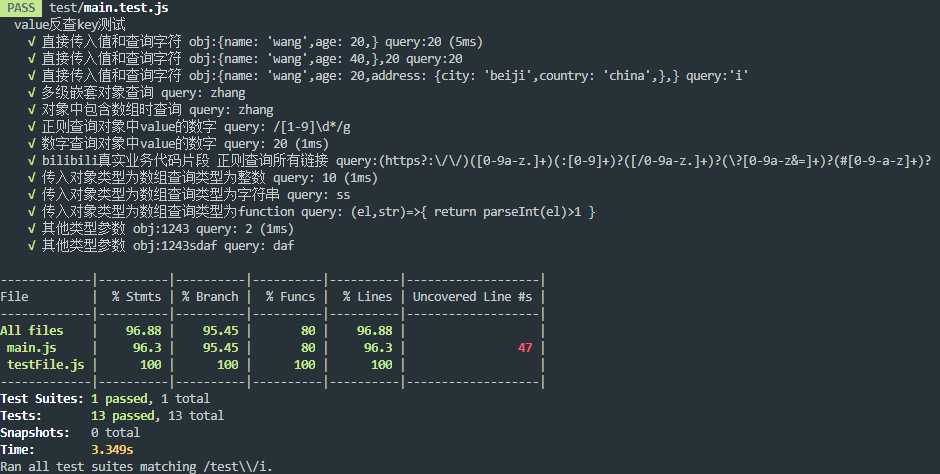 PASS test/main.test.js
value反查key测试
√ 直接传入值和查询字符 obj:{name: 'wang',age: 20,} query:20 (5ms)
√ 直接传入值和查询字符 obj:{name: 'wang',age: 40,},20 query:20
√ 直接传入值和查询字符 obj:{name: 'wang',age: 20,address: {city: 'beiji',country: 'china',},} query:'i'
√ 多级嵌套对象查询 query: zhang
√ 对象中包含数组时查询 query: zhang
√ 正则查询对象中value的数字 query: /[1-9]\d*/g
√ 数字查询对象中value的数字 query: 20 (1ms)
√ bilibili真实业务代码片段 正则查询所有链接 query:(https?:\/\/)([0-9a-z.]+)(:[0-9]+)?([/0-9a-z.]+)?(\?[0-9a-z&=]+)?(#[0-9-a-z]+)?
√ 传入对象类型为数组查询类型为整数 query: 10 (1ms)
√ 传入对象类型为数组查询类型为字符串 query: ss
√ 传入对象类型为数组查询类型为function query: (el,str)=>{ return parseInt(el)>1 }
√ 其他类型参数 obj:1243 query: 2 (1ms)
√ 其他类型参数 obj:1243sdaf query: daf
-------------|----------|----------|----------|----------|-------------------|
File | % Stmts | % Branch | % Funcs | % Lines | Uncovered Line #s |
-------------|----------|----------|----------|----------|-------------------|
All files | 96.88 | 95.45 | 80 | 96.88 | |
main.js | 96.3 | 95.45 | 80 | 96.3 | 47 |
testFile.js | 100 | 100 | 100 | 100 | |
-------------|----------|----------|----------|----------|-------------------|
Test Suites: 1 passed, 1 total
Tests: 13 passed, 13 total
Snapshots: 0 total
Time: 3.349s
Ran all test suites matching /test\\/i.